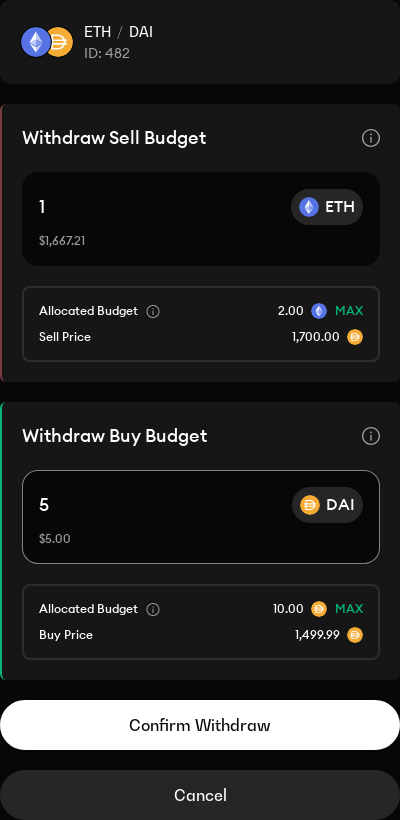 ETH / DAI
ID: 482
Withdraw Sell Budget
1 ETH
$1,667.21
Allocated Budget 2.00 MAX
Sell Price 1,700.00
Withdraw Buy Budget
5 DAI
$5.00
Allocated Budget 10.00 MAX
Buy Price 1,499.99
Confirm Withdraw
Cancel